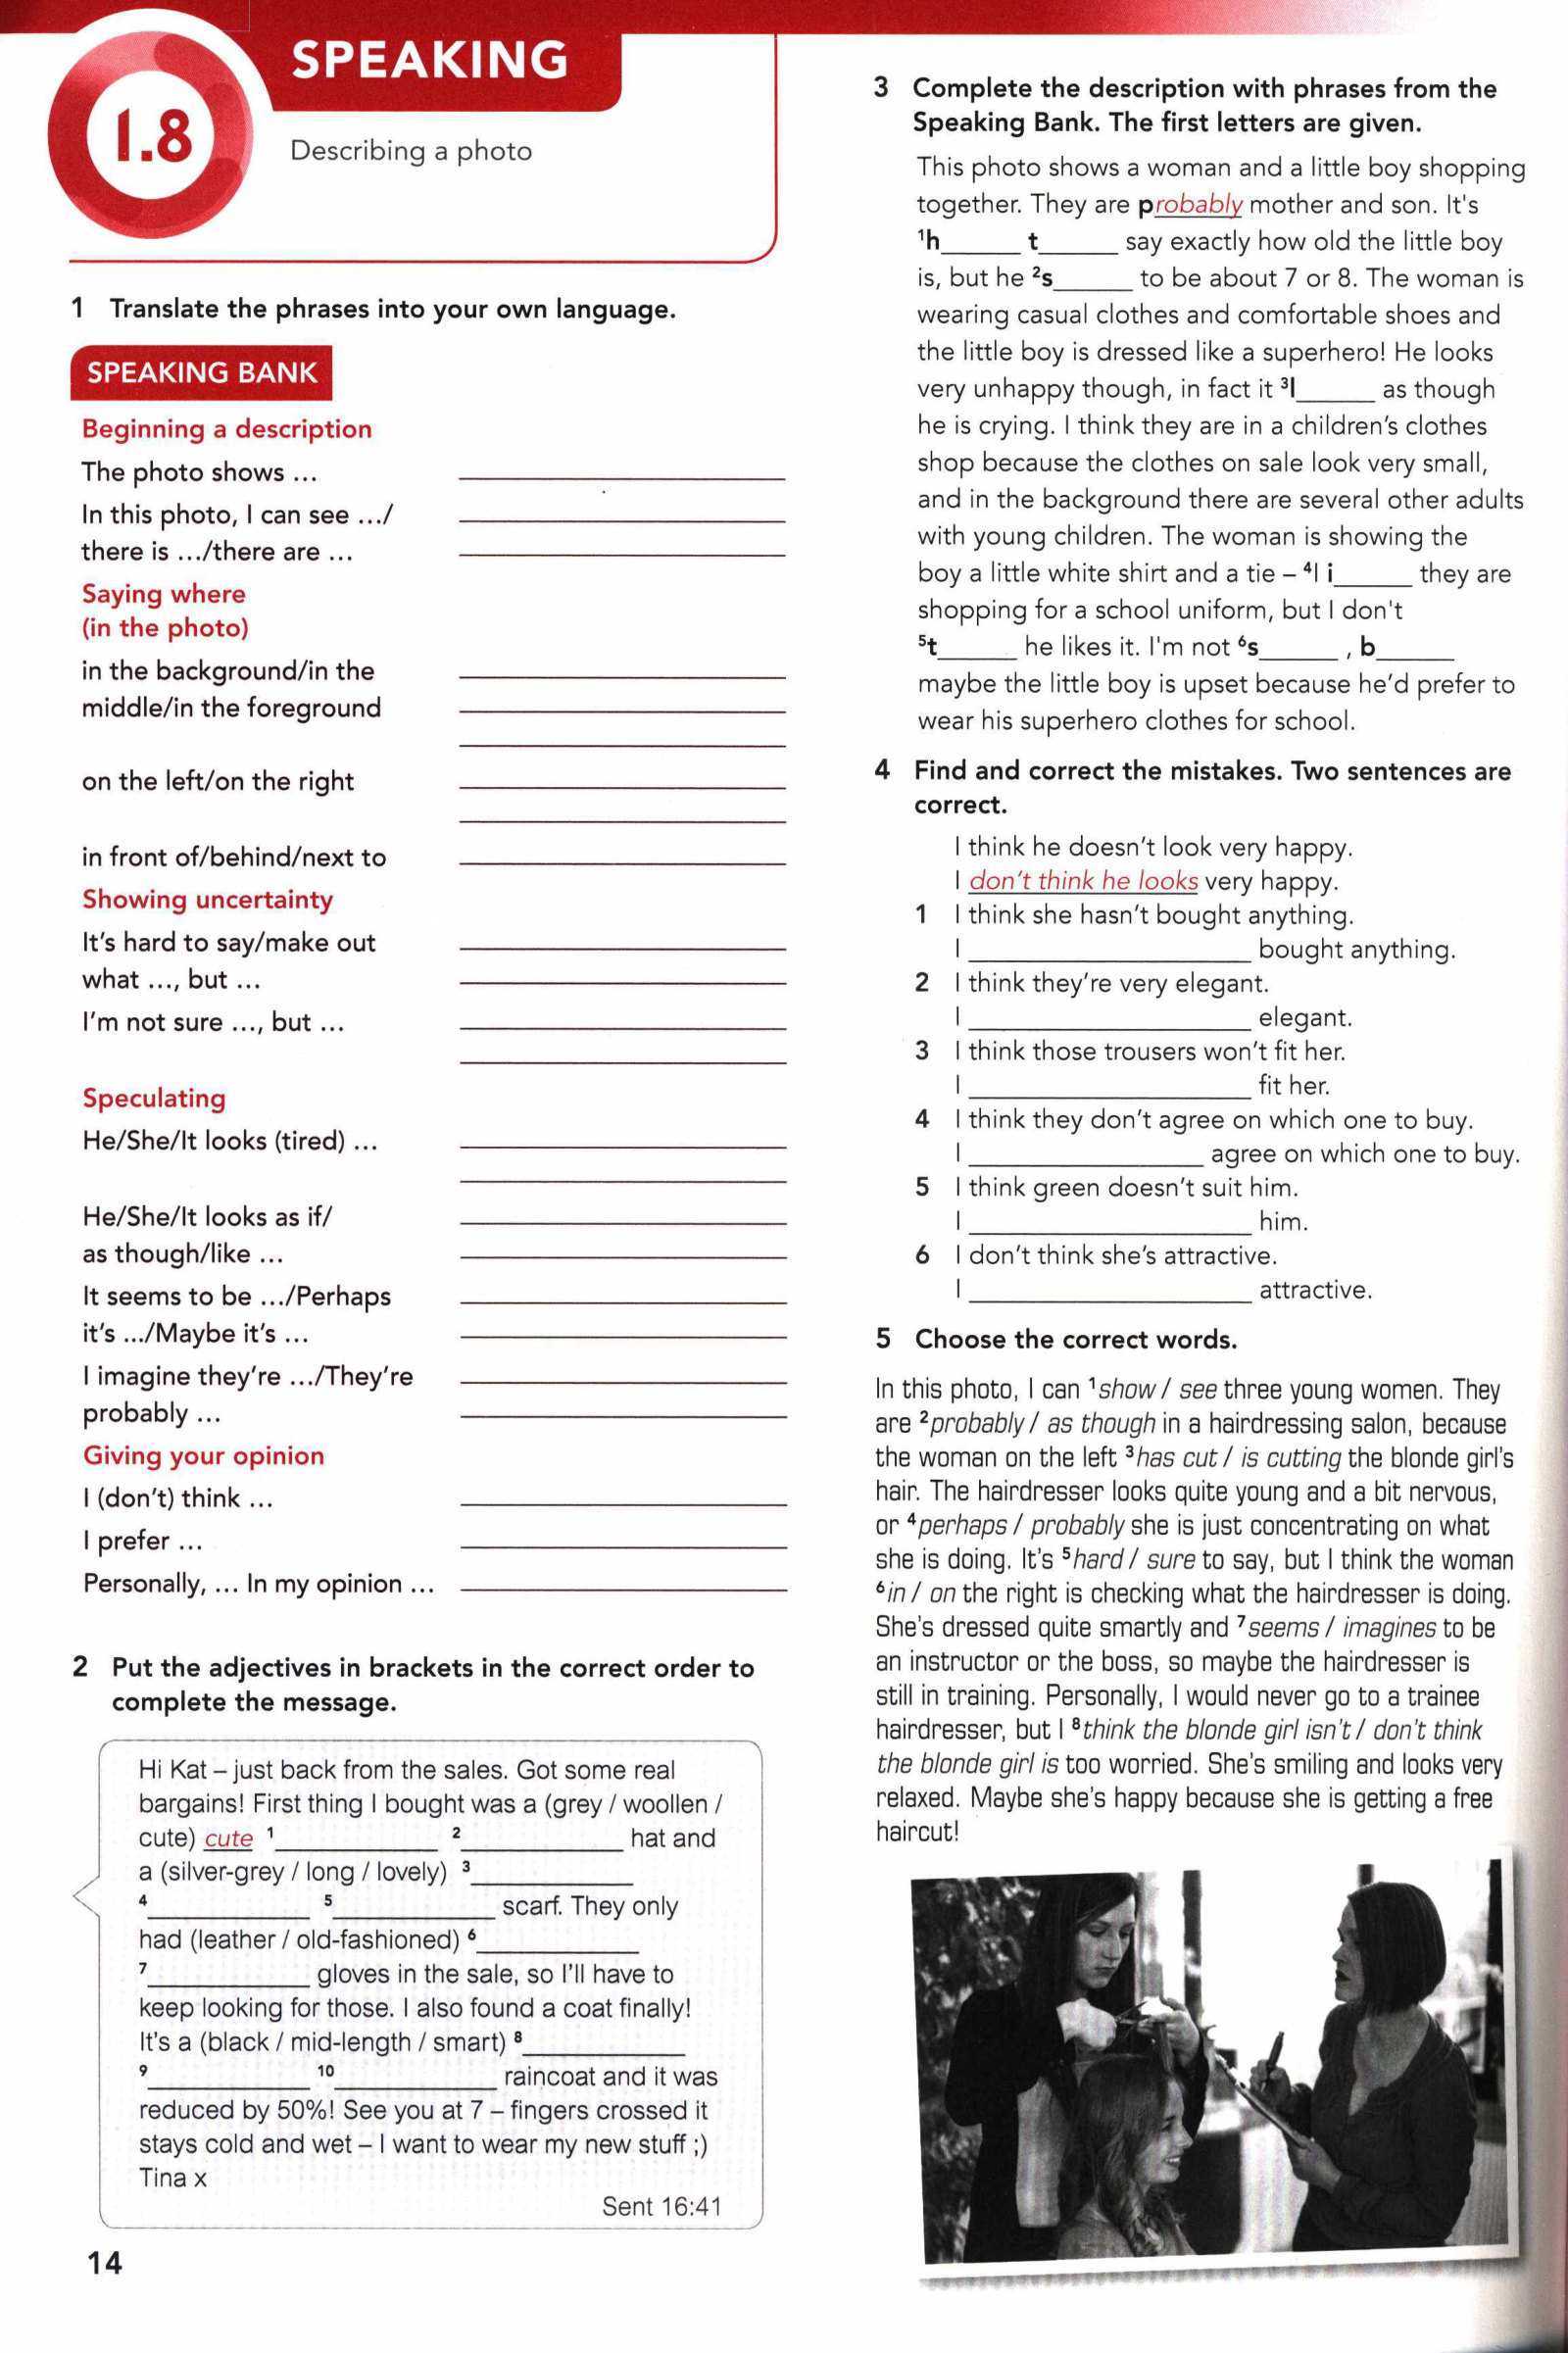 SPEAKING
1.8
Describing a photo
1 Translate the phrases into your own language.
SPEAKING BANK
Beginning a description
The photo shows ...
In this photo, I can see .../
there is .../there are ...
Saying where
(in the photo)
in the background/in the
middle/in the foreground
on the left/on the right
in front of/behind/next to
Showing uncertainty
It's hard to say/make out
what ..., but ...
I'm not sure ..., but ...
Speculating
He/She/It looks (tired) ...
He/She/It looks as if/
as though/like ...
It seems to be .../Perhaps
it's .../Maybe it's ...
I imagine they're .../They're
probably ...
Giving your opinion
I (don't) think ...
I prefer ...
Personally, ... In my opinion ...
2 Put the adjectives in brackets in the correct order to
complete the message.
Hi Kat – just back from the sales. Got some real
bargains! First thing I bought was a (grey / woollen /
cute) cute 1____ 2____ hat and
a (silver-grey / long / lovely) 3____
4____ 5____ scarf. They only
had (leather / old-fashioned) 6____
7____ gloves in the sale, so I'll have to
keep looking for those. I also found a coat finally!
It's a (black / mid-length / smart) 8____
9____ 10____ raincoat and it was
reduced by 50%! See you at 7 – fingers crossed it
stays cold and wet – I want to wear my new stuff ;)
Tina x
Sent 16:41
14
3 Complete the description with phrases from the
Speaking Bank. The first letters are given.
This photo shows a woman and a little boy shopping
together. They are probably mother and son. It's
1h____ t____ say exactly how old the little boy
is, but he 2s____ to be about 7 or 8. The woman is
wearing casual clothes and comfortable shoes and
the little boy is dressed like a superhero! He looks
very unhappy though, in fact it 3l____ as though
he is crying. I think they are in a children's clothes
shop because the clothes on sale look very small,
and in the background there are several other adults
with young children. The woman is showing the
boy a little white shirt and a tie – 4I i____ they are
shopping for a school uniform, but I don't
5t____ he likes it. I'm not 6s____ , b____
maybe the little boy is upset because he'd prefer to
wear his superhero clothes for school.
4 Find and correct the mistakes. Two sentences are
correct.
I think he doesn't look very happy.
I don't think he looks very happy.
1 I think she hasn't bought anything.
I ____ bought anything.
2 I think they're very elegant.
I ____ elegant.
3 I think those trousers won't fit her.
I ____ fit her.
4 I think they don't agree on which one to buy.
I ____ agree on which one to buy.
5 I think green doesn't suit him.
I ____ him.
6 I don't think she's attractive.
I ____ attractive.
5 Choose the correct words.
In this photo, I can 1show / see three young women. They
are 2probably / as though in a hairdressing salon, because
the woman on the left 3has cut / is cutting the blonde girl's
hair. The hairdresser looks quite young and a bit nervous,
or 4perhaps / probably she is just concentrating on what
she is doing. It's 5hard / sure to say, but I think the woman
6in / on the right is checking what the hairdresser is doing.
She's dressed quite smartly and 7seems / imagines to be
an instructor or the boss, so maybe the hairdresser is
still in training. Personally, I would never go to a trainee
hairdresser, but I 8think the blonde girl isn't / don't think
the blonde girl is too worried. She's smiling and looks very
relaxed. Maybe she's happy because she is getting a free
haircut!